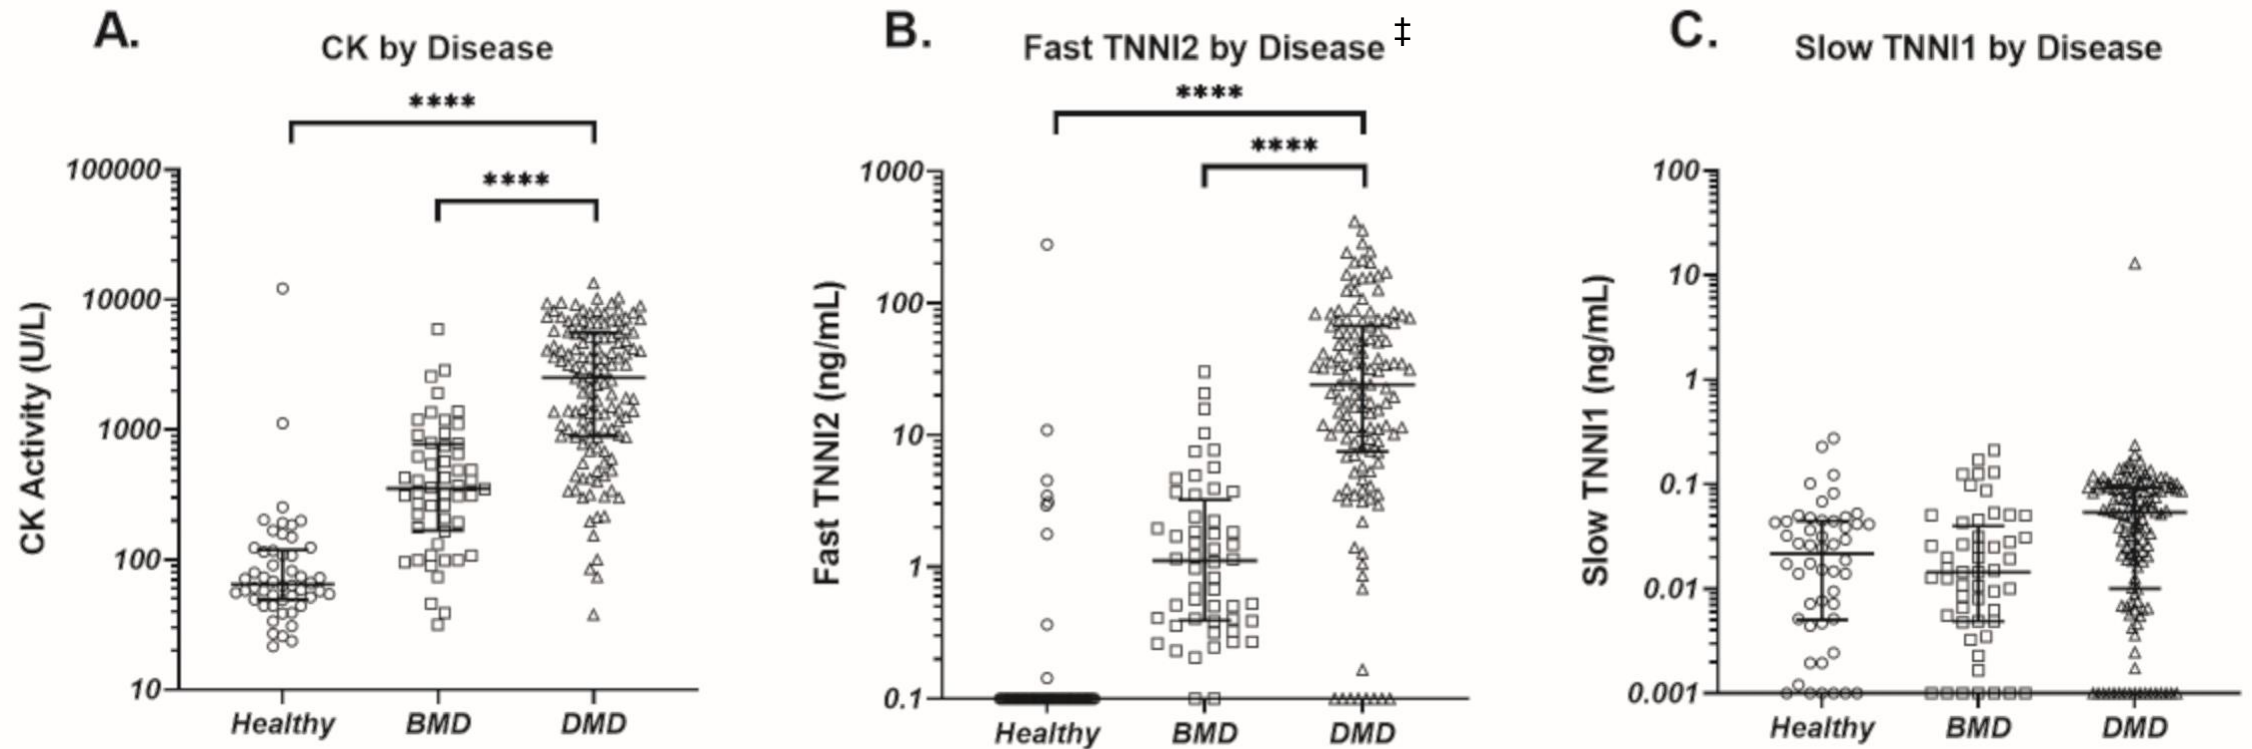 A.
CK by Disease
****
****
CK Activity (U/L)
100000
10000
1000
100
10
Healthy
BMD
DMD
B.
Fast TNNI2 by Disease ‡
****
****
Fast TNNI2 (ng/mL)
1000
100
10
1
0.1
Healthy
BMD
DMD
C.
Slow TNNI1 by Disease
Slow TNNI1 (ng/mL)
100
10
1
0.1
0.01
0.001
Healthy
BMD
DMD